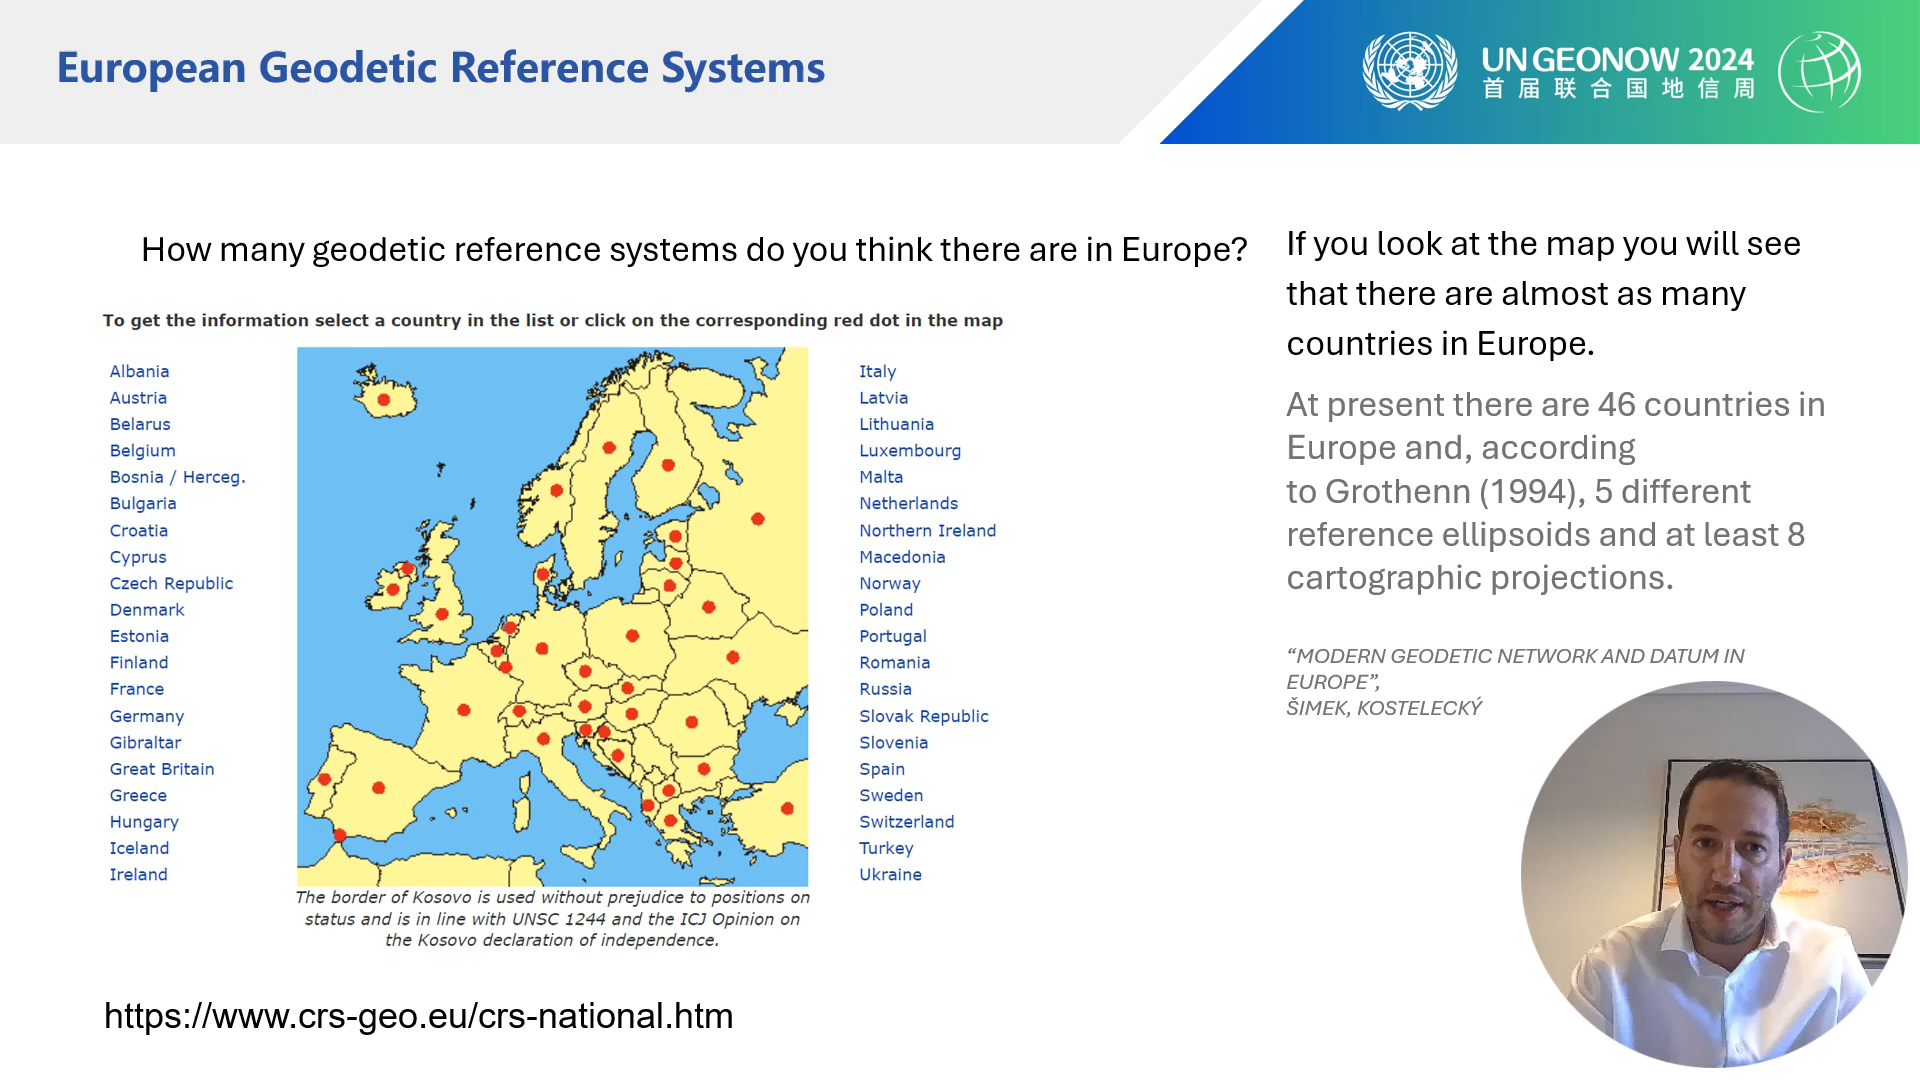 European Geodetic Reference Systems
UN GEONOW 2024
首届联合国地信周
How many geodetic reference systems do you think there are in Europe?
To get the information select a country in the list or click on the corresponding red dot in the map
Albania
Austria
Belarus
Belgium
Bosnia / Herceg.
Bulgaria
Croatia
Cyprus
Czech Republic
Denmark
Estonia
Finland
France
Germany
Gibraltar
Great Britain
Greece
Hungary
Iceland
Ireland
Italy
Latvia
Lithuania
Luxembourg
Malta
Netherlands
Northern Ireland
Macedonia
Norway
Poland
Portugal
Romania
Russia
Slovak Republic
Slovenia
Spain
Sweden
Switzerland
Turkey
Ukraine
The border of Kosovo is used without prejudice to positions on
status and is in line with UNSC 1244 and the ICJ Opinion on
the Kosovo declaration of independence.
https://www.crs-geo.eu/crs-national.htm
If you look at the map you will see
that there are almost as many
countries in Europe.
At present there are 46 countries in
Europe and, according
to Grothenn (1994), 5 different
reference ellipsoids and at least 8
cartographic projections.
“MODERN GEODETIC NETWORK AND DATUM IN
EUROPE”,
ŠIMEK, KOSTELECKÝ